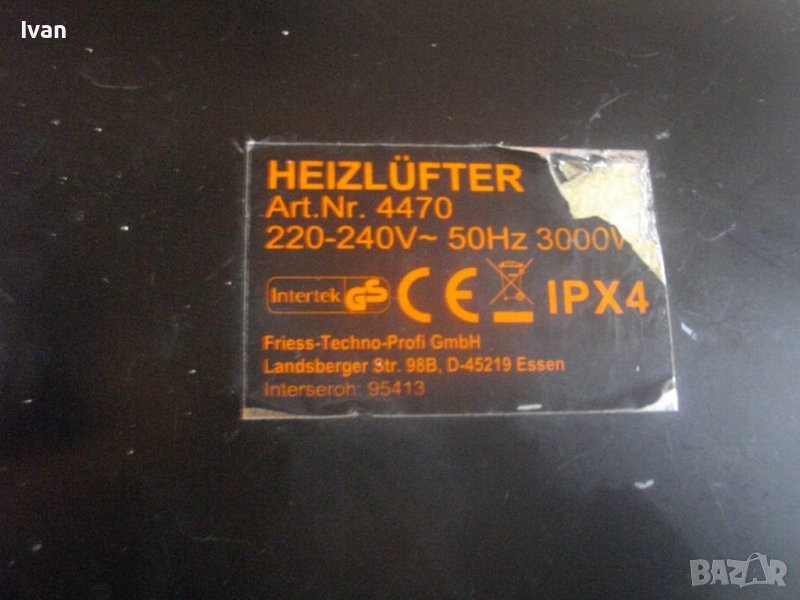 Ivan
HEIZLÜFTER
Art.Nr. 4470
220-240V~ 50Hz 3000W
Intertek GS CE IPX4
Friess-Techno-Profi GmbH
Landsberger Str. 98B, D-45219 Essen
Interseroh: 95413
BAZAR